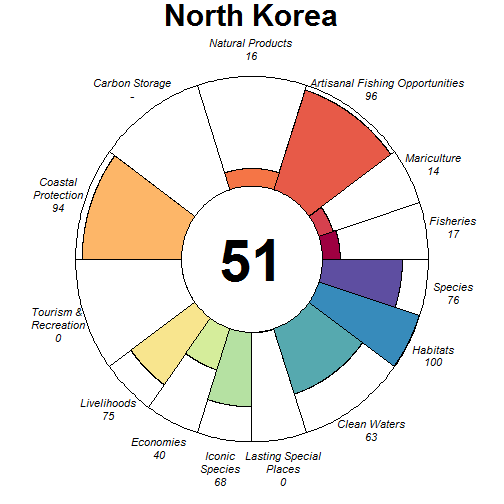 North Korea
Natural Products
16
Carbon Storage
-
Artisanal Fishing Opportunities
96
Mariculture
14
Coastal
Protection
94
Fisheries
17
51
Species
76
Tourism &
Recreation
0
Habitats
100
Livelihoods
75
Clean Waters
63
Economies
40
Iconic
Species
68
Lasting Special
Places
0